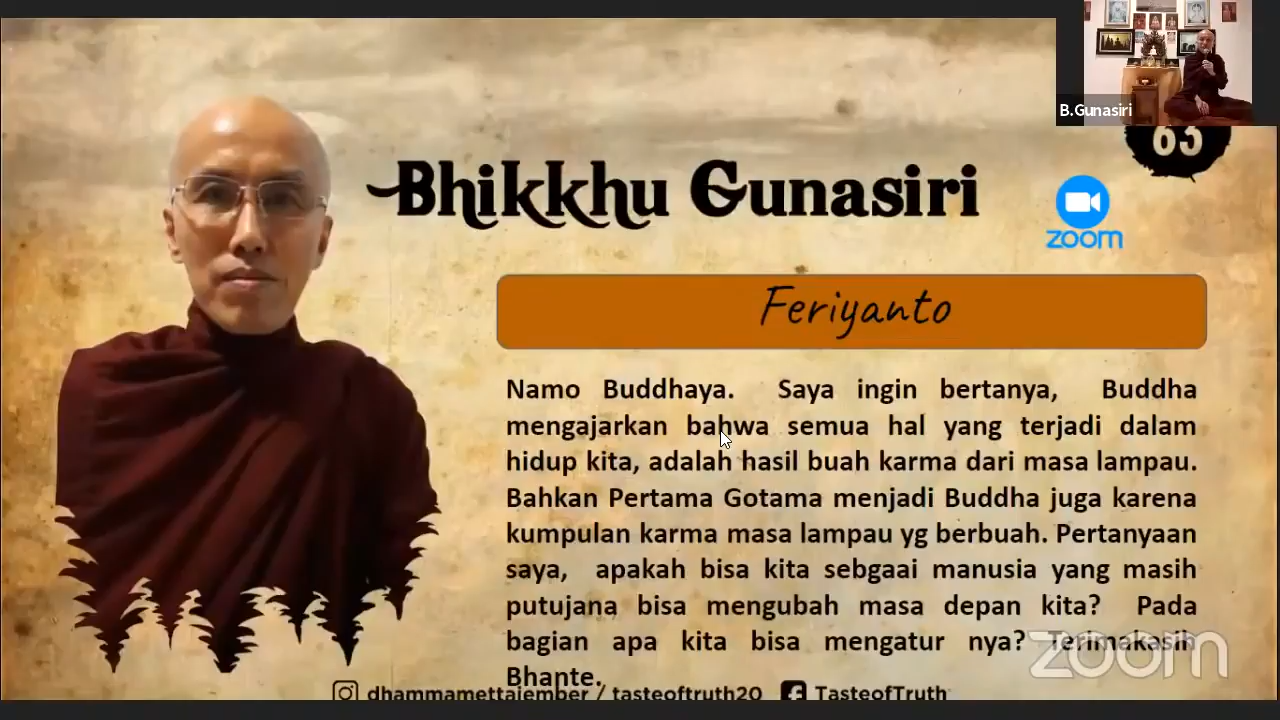 B.Gunasiri
Bhikkhu Gunasiri
zoom
Feriyanto
Namo Buddhaya. Saya ingin bertanya, Buddha
mengajarkan bahwa semua hal yang terjadi dalam
hidup kita, adalah hasil buah karma dari masa lampau.
Bahkan Pertama Gotama menjadi Buddha juga karena
kumpulan karma masa lampau yg berbuah. Pertanyaan
saya, apakah bisa kita sebgaai manusia yang masih
putujana bisa mengubah masa depan kita? Pada
bagian apa kita bisa mengatur nya? Terimakasih
Bhante.
zoom
dhammamettajember / tasteoftruth20 TasteofTruth